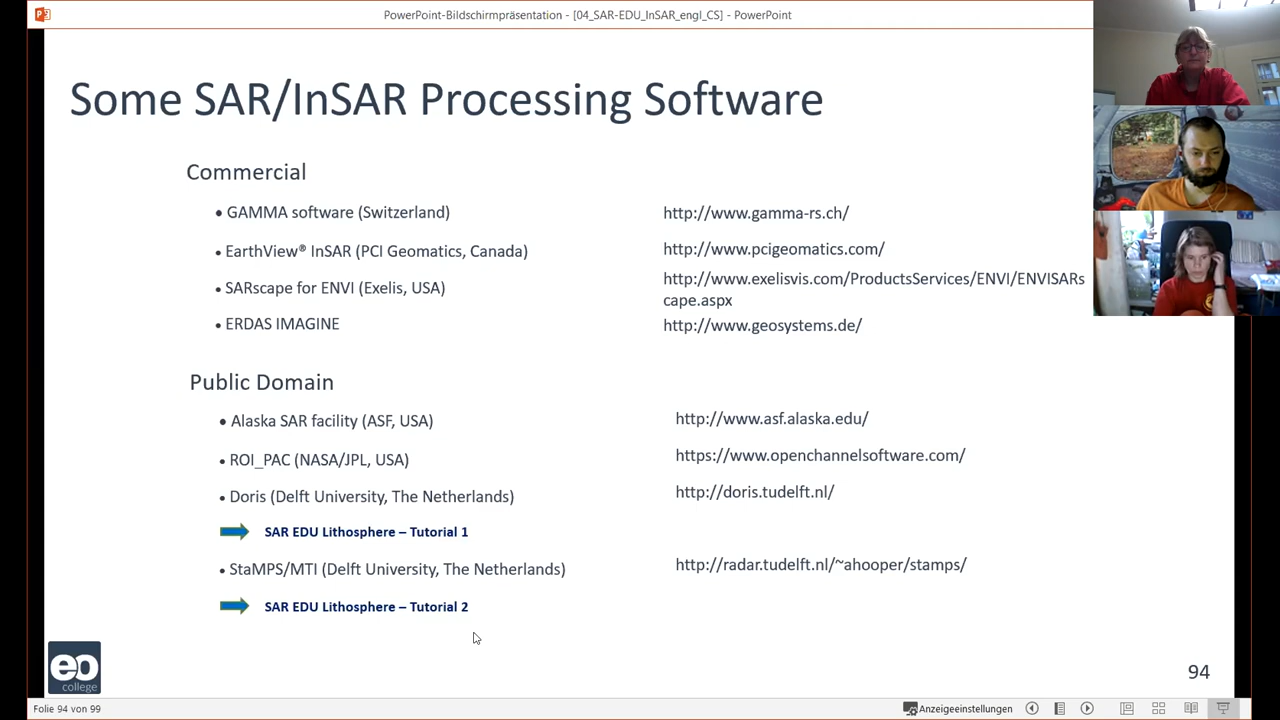 PowerPoint-Bildschirmpräsentation - [04_SAR-EDU_InSAR_engl_CS] - PowerPoint
Some SAR/InSAR Processing Software
Commercial
• GAMMA software (Switzerland) http://www.gamma-rs.ch/
• EarthView® InSAR (PCI Geomatics, Canada) http://www.pcigeomatics.com/
• SARscape for ENVI (Exelis, USA) http://www.exelisvis.com/ProductsServices/ENVI/ENVISARs
cape.aspx
• ERDAS IMAGINE http://www.geosystems.de/
Public Domain
• Alaska SAR facility (ASF, USA) http://www.asf.alaska.edu/
• ROI_PAC (NASA/JPL, USA) https://www.openchannelsoftware.com/
• Doris (Delft University, The Netherlands) http://doris.tudelft.nl/
SAR EDU Lithosphere – Tutorial 1
• StaMPS/MTI (Delft University, The Netherlands) http://radar.tudelft.nl/~ahooper/stamps/
SAR EDU Lithosphere – Tutorial 2
eo
college
94
Folie 94 von 99 Anzeigeeinstellungen